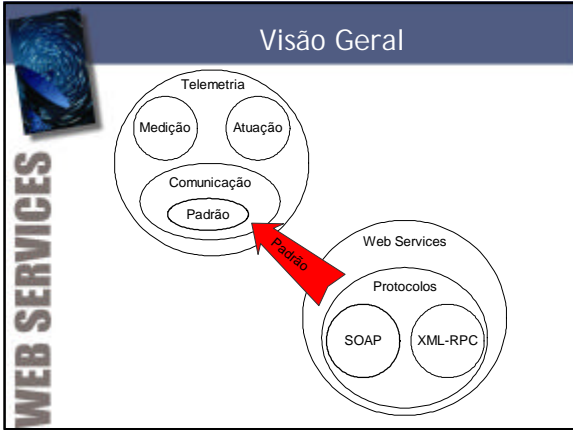 Visão Geral
WEB SERVICES
Telemetria
Medição
Atuação
Comunicação
Padrão
Padrão
Web Services
Protocolos
SOAP
XML-RPC